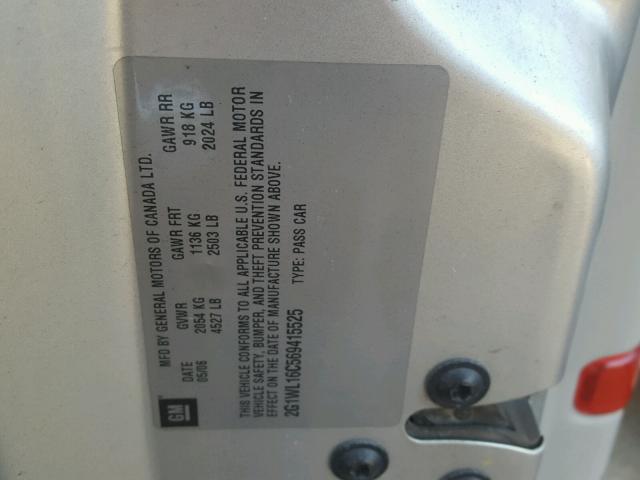 MFD BY GENERAL MOTORS OF CANADA LTD.
DATE GVWR GAWR FRT GAWR RR
05/06 2054 KG 1136 KG 918 KG
4527 LB 2503 LB 2024 LB
GM
THIS VEHICLE CONFORMS TO ALL APPLICABLE U.S. FEDERAL MOTOR
VEHICLE SAFETY, BUMPER, AND THEFT PREVENTION STANDARDS IN
EFFECT ON THE DATE OF MANUFACTURE SHOWN ABOVE.
2G1WL16C569415525 TYPE: PASS CAR